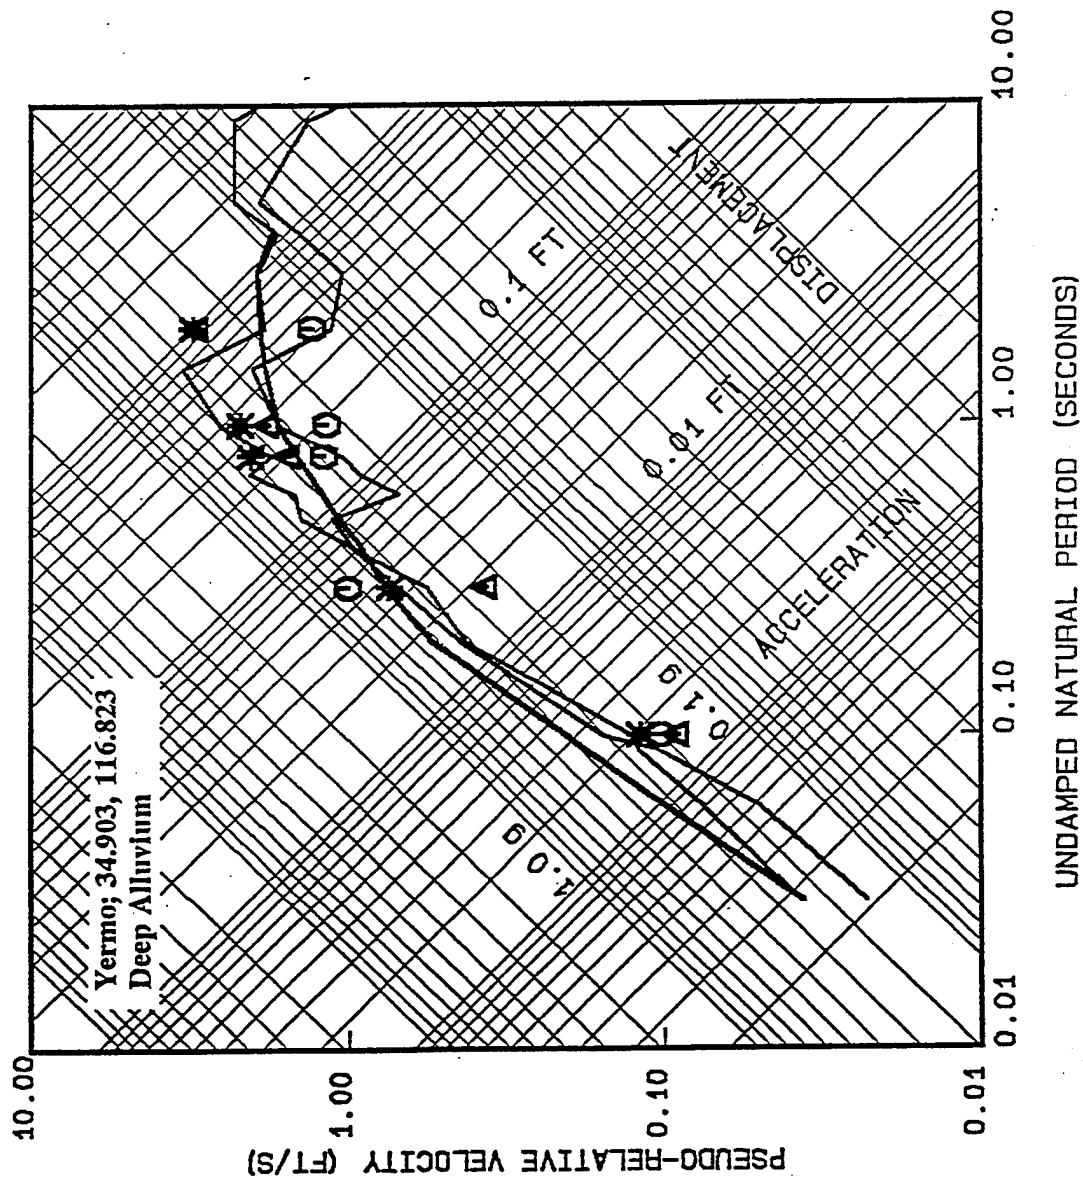 Yermo; 34.903, 116.823
Deep Alluvium
10.00
1.00
0.10
0.01
PSEUDO-RELATIVE VELOCITY (FT/S)
1.0 g
0.1 g
ACCELERATION
0.01 FT
0.1 FT
DISPLACEMENT
0.01
0.10
1.00
10.00
UNDAMPED NATURAL PERIOD (SECONDS)